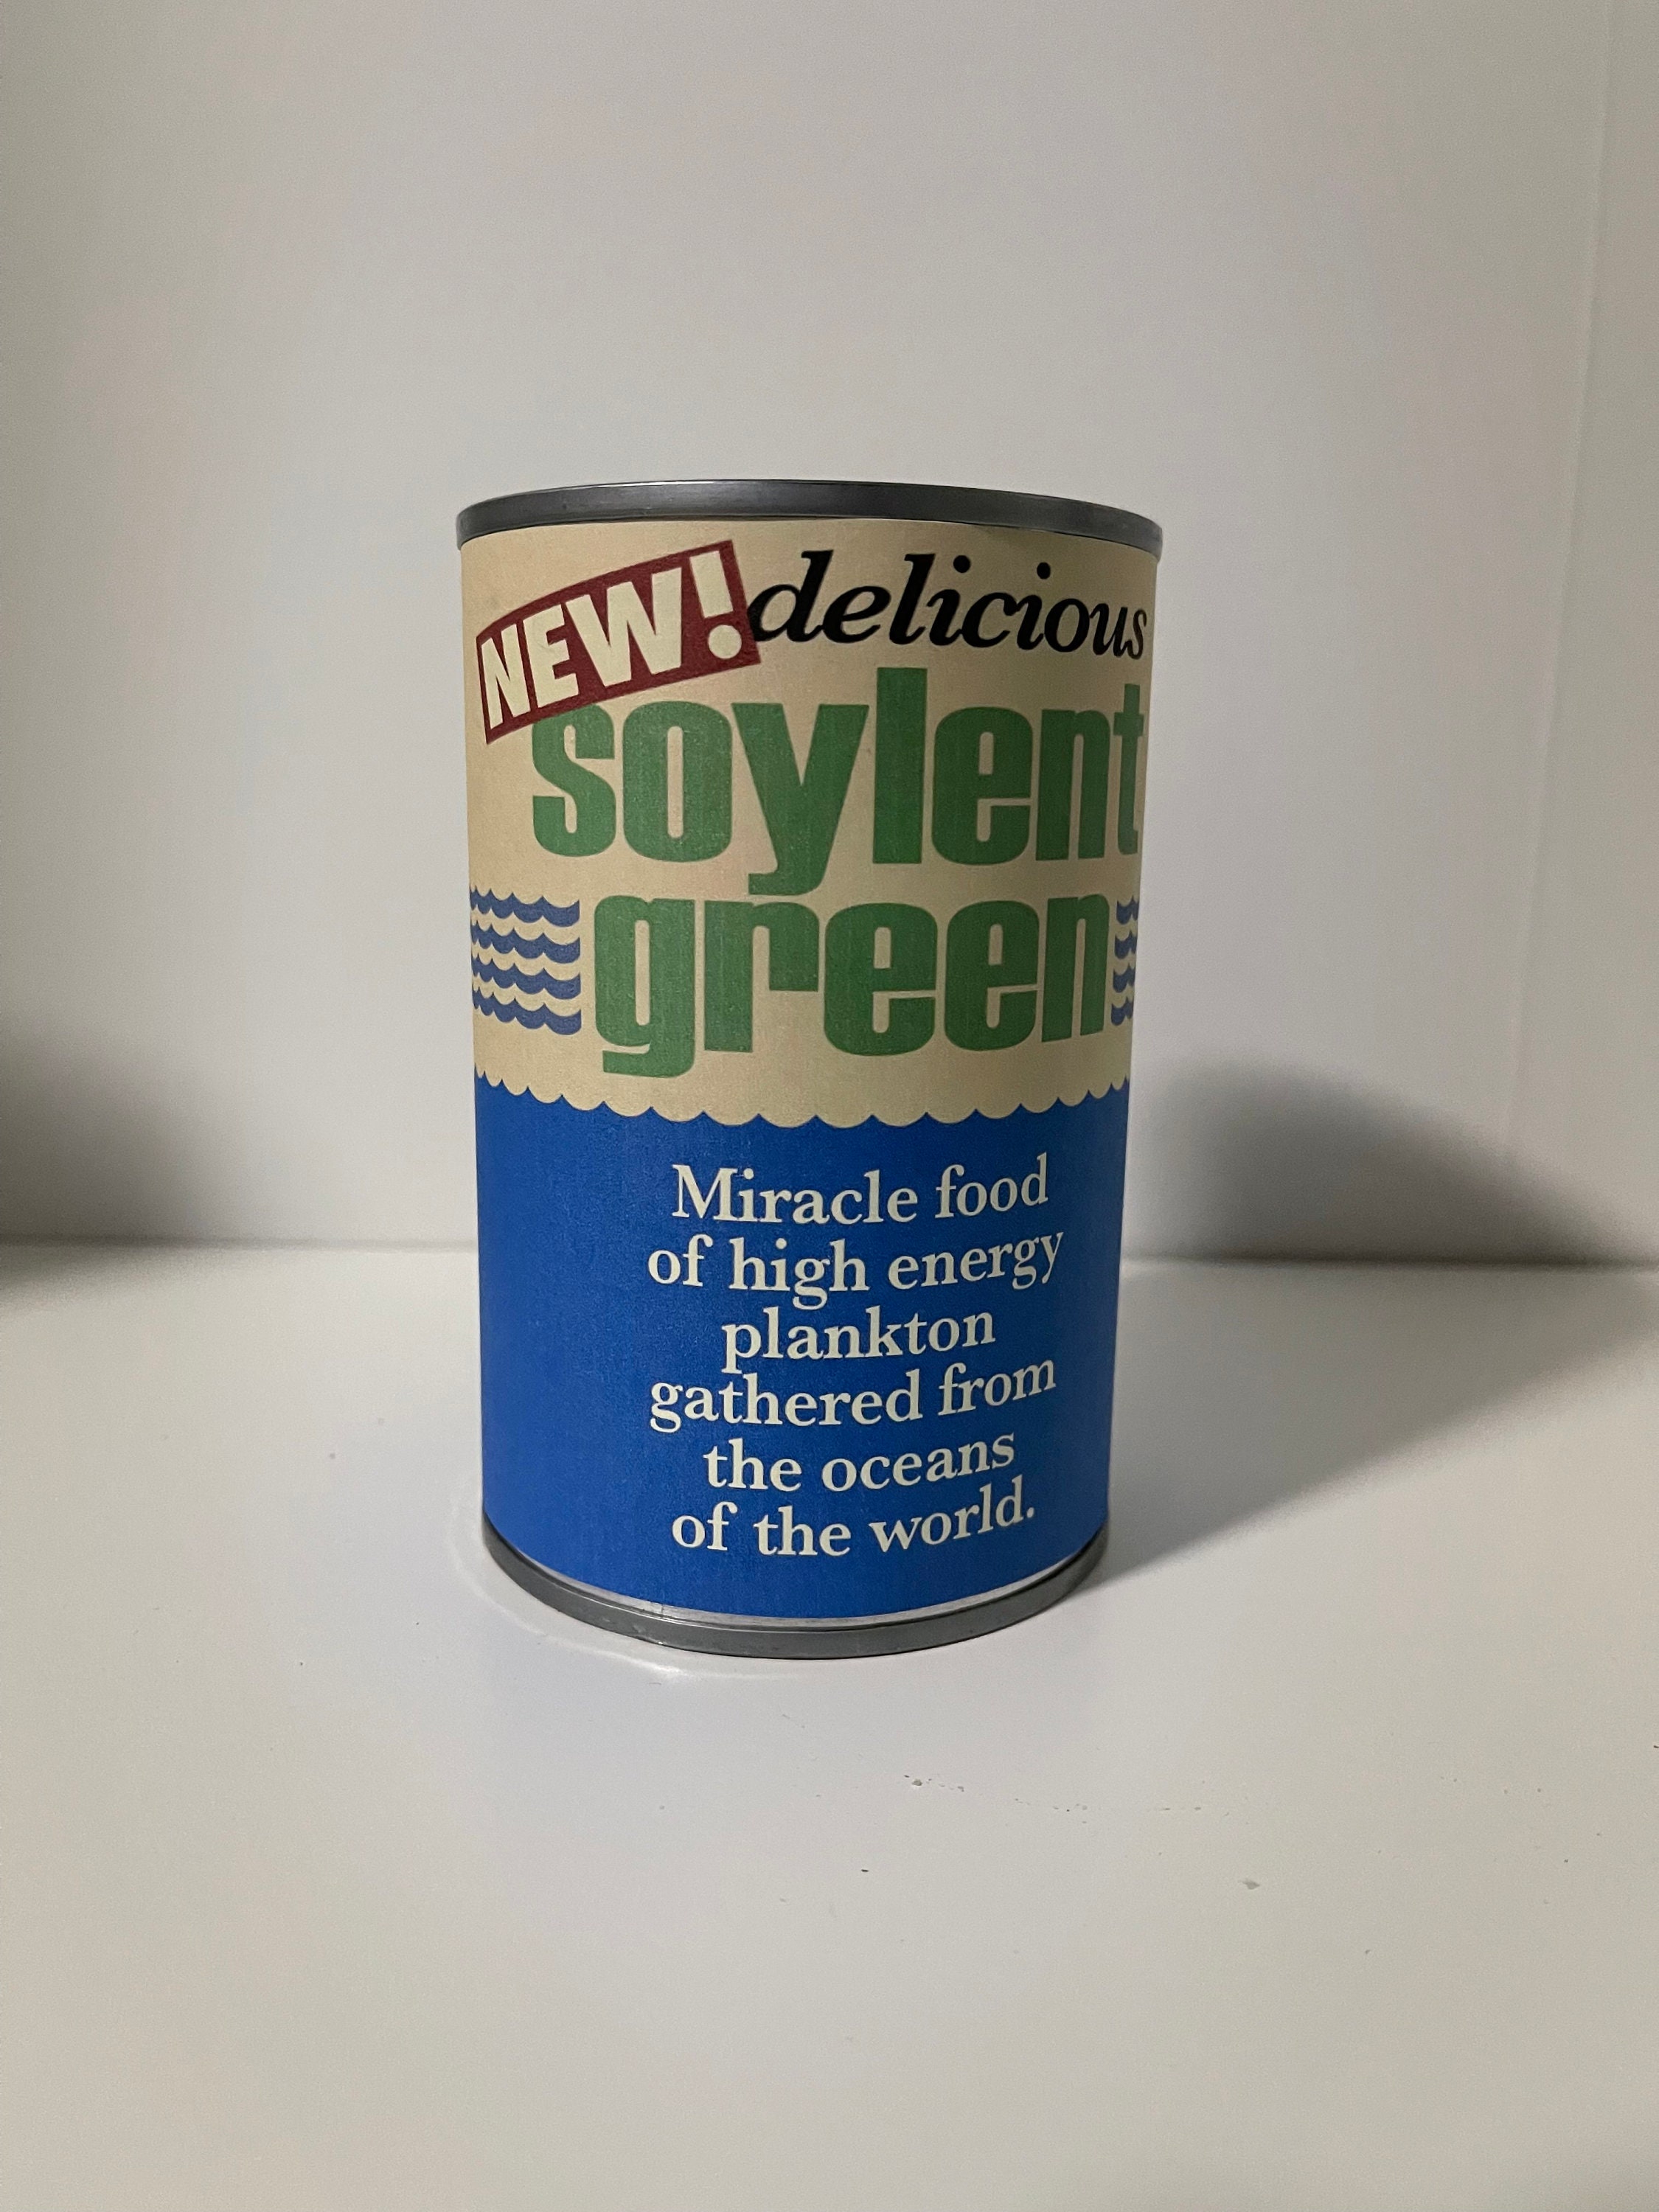 NEW! delicious
soylent
green
Miracle food
of high energy
plankton
gathered from
the oceans
of the world.